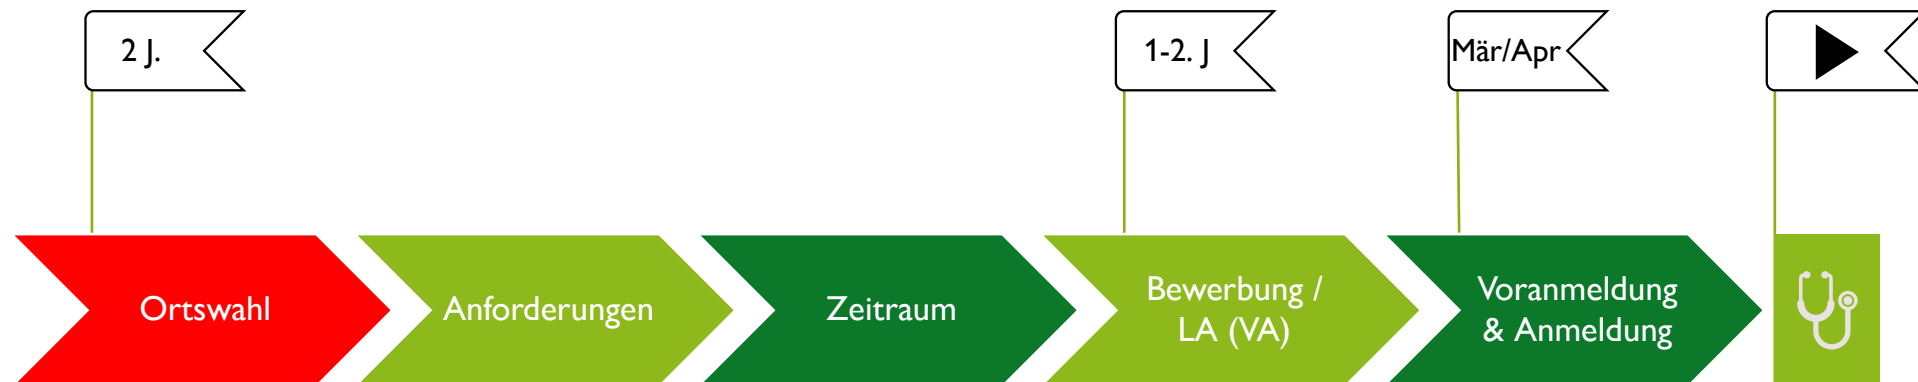 2 J.
1-2. J
Mär/Apr
Ortswahl
Anforderungen
Zeitraum
Bewerbung /
LA (VA)
Voranmeldung
& Anmeldung